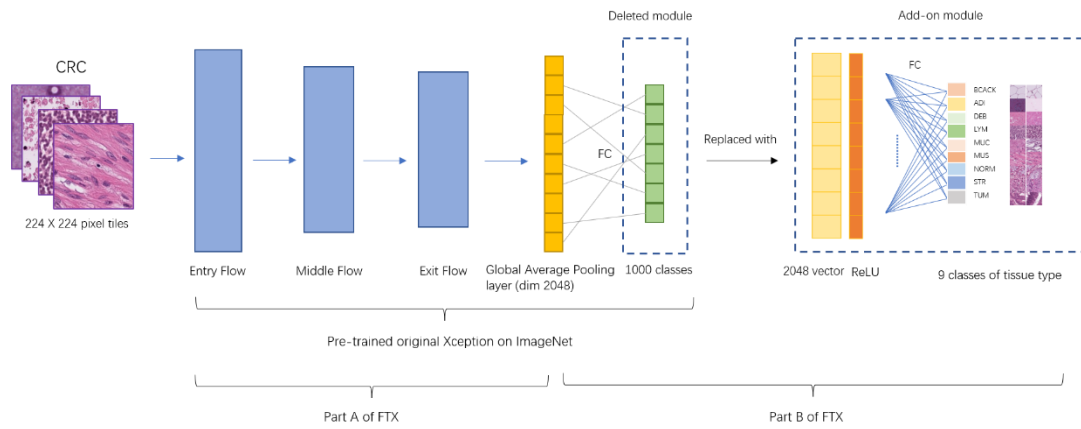 Deleted module
Add-on module
CRC
224 X 224 pixel tiles
Entry Flow
Middle Flow
Exit Flow
Global Average Pooling
layer (dim 2048)
FC
1000 classes
Replaced with
FC
BCACK
ADI
DEB
LYM
MUC
MUS
NORM
STR
TUM
2048 vector
ReLU
9 classes of tissue type
Pre-trained original Xception on ImageNet
Part A of FTX
Part B of FTX